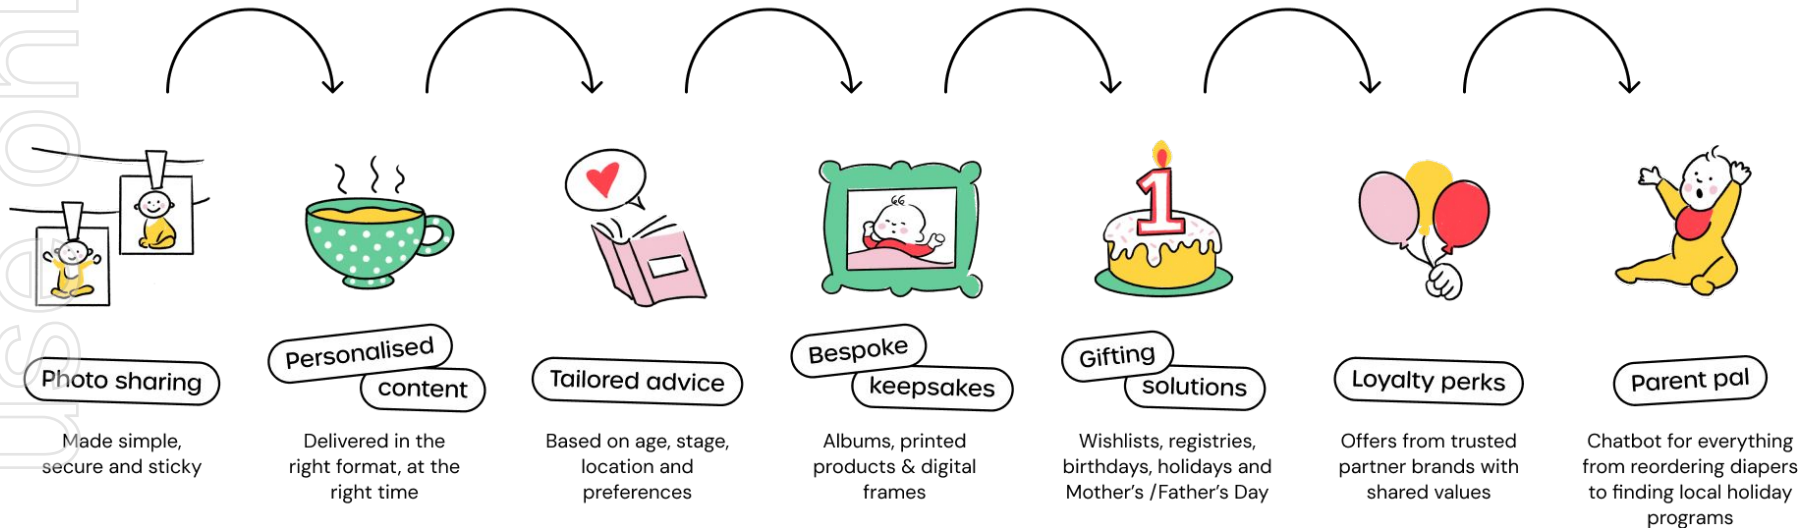 use onl
Photo sharing
Made simple,
secure and sticky
Personalised
content
Delivered in the
right format, at the
right time
Tailored advice
Based on age, stage,
location and
preferences
Bespoke
keepsakes
Albums, printed
products & digital
frames
1
Gifting
solutions
Wishlists, registries,
birthdays, holidays and
Mother's /Father's Day
Loyalty perks
Offers from trusted
partner brands with
shared values
Parent pal
Chatbot for everything
from reordering diapers
to finding local holiday
programs